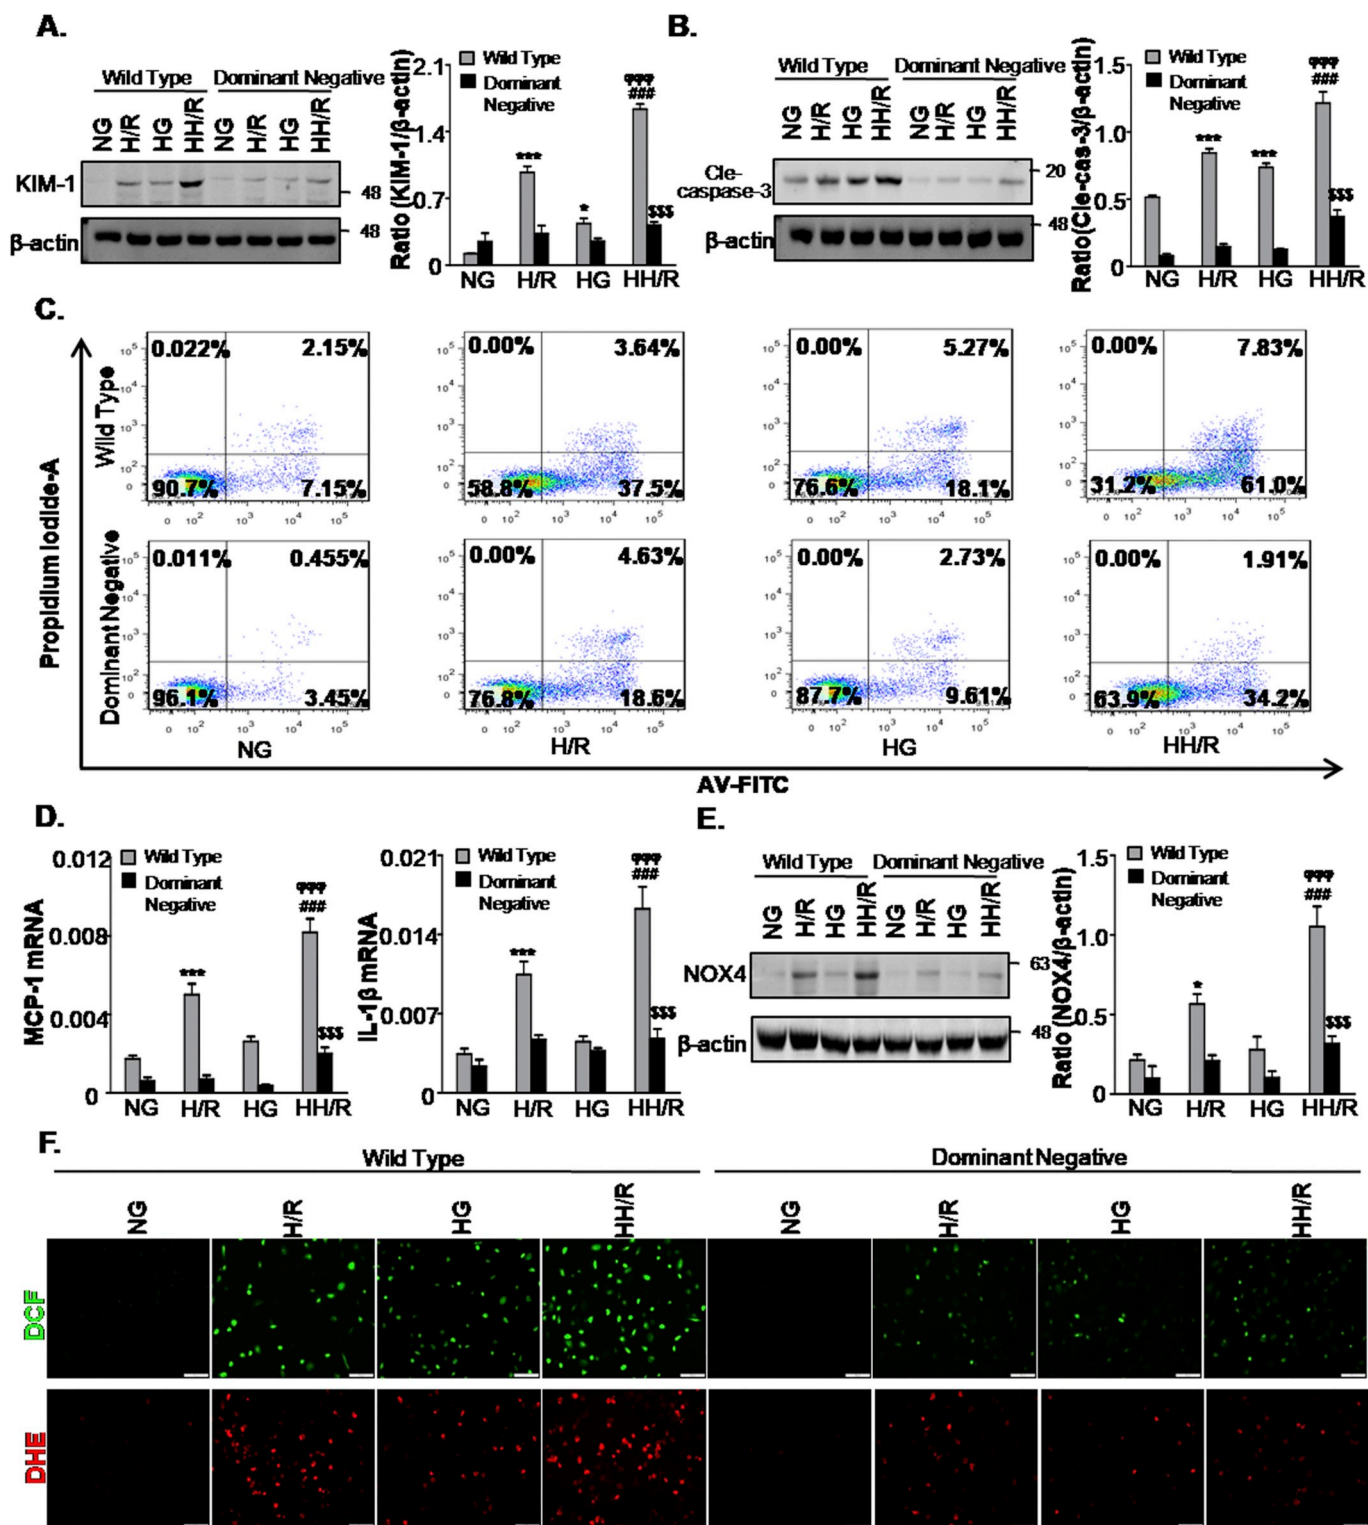 A.
Wild Type Dominant Negative
NG H/R HG HH/R NG H/R HG HH/R
KIM-1
48
β-actin
48
Ratio (KIM-1/β-actin)
2.1
1.4
0.7
0
Wild Type
Dominant
Negative
***
*
φφφ
###
$$$
NG H/R HG HH/R
B.
Wild Type Dominant Negative
NG H/R HG HH/R NG H/R HG HH/R
Cle-
caspase-3
20
β-actin
48
Ratio(Cle-cas-3/β-actin)
1.5
1.0
0.5
0
Wild Type
Dominant
Negative
***
***
φφφ
###
$$$
NG H/R HG HH/R
C.
Propidium Iodide-A
Wild Type
0.022% 2.15%
90.7% 7.15%
0.00% 3.64%
58.8% 37.5%
0.00% 5.27%
76.6% 18.1%
0.00% 7.83%
31.2% 61.0%
Dominant Negative
0.011% 0.455%
96.1% 3.45%
0.00% 4.63%
76.8% 18.6%
0.00% 2.73%
87.7% 9.61%
0.00% 1.91%
63.9% 34.2%
NG H/R HG HH/R
AV-FITC
D.
MCP-1 mRNA
0.012
0.008
0.004
0
Wild Type
Dominant
Negative
***
φφφ
###
$$$
NG H/R HG HH/R
IL-1β mRNA
0.021
0.014
0.007
0
Wild Type
Dominant
Negative
***
φφφ
###
$$$
NG H/R HG HH/R
E.
Wild Type Dominant Negative
NG H/R HG HH/R NG H/R HG HH/R
NOX4
63
β-actin
48
Ratio (NOX4/β-actin)
1.5
1.0
0.5
0
Wild Type
Dominant
Negative
*
φφφ
###
$$$
NG H/R HG HH/R
F.
Wild Type Dominant Negative
NG H/R HG HH/R NG H/R HG HH/R
DCF
DHE